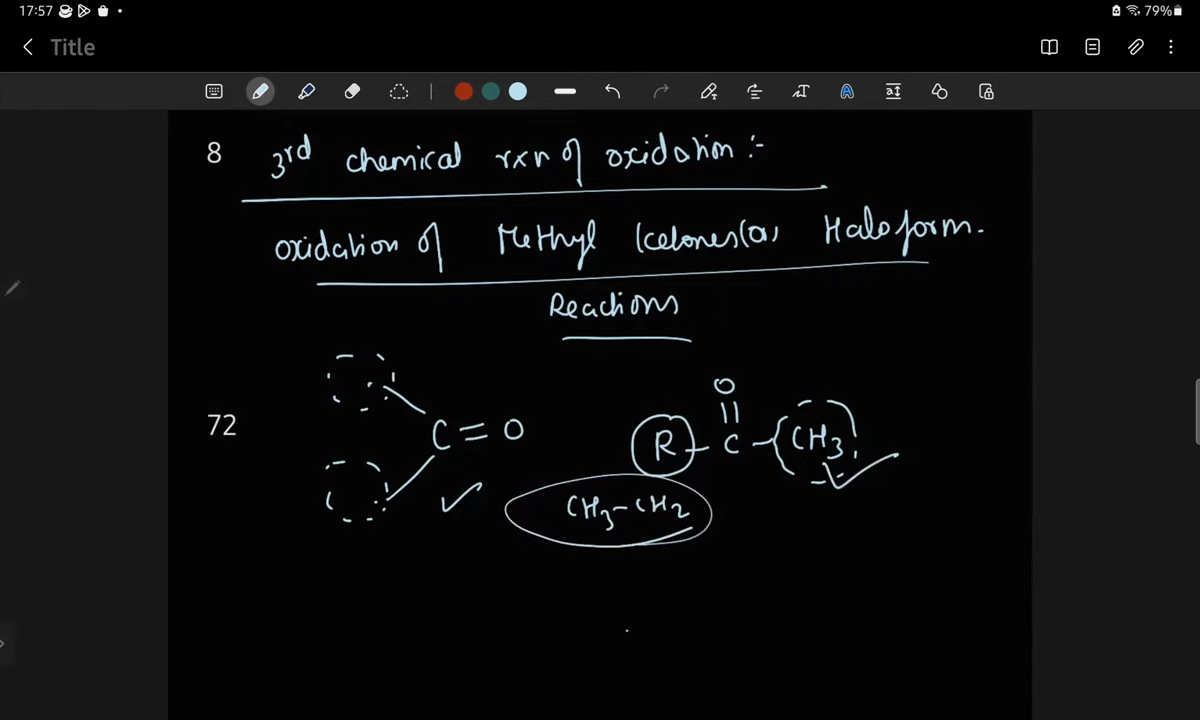 17:57
79%
Title
8
3rd chemical rxn of oxidation :-
oxidation of Methyl Ketones (or Haloform.
Reactions
72
C = O
O
R - C - CH3
CH3-CH2